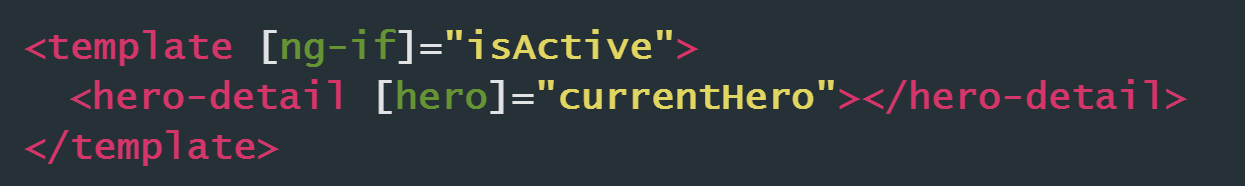 <template [ng-if]="isActive">
  <hero-detail [hero]="currentHero"></hero-detail>
</template>